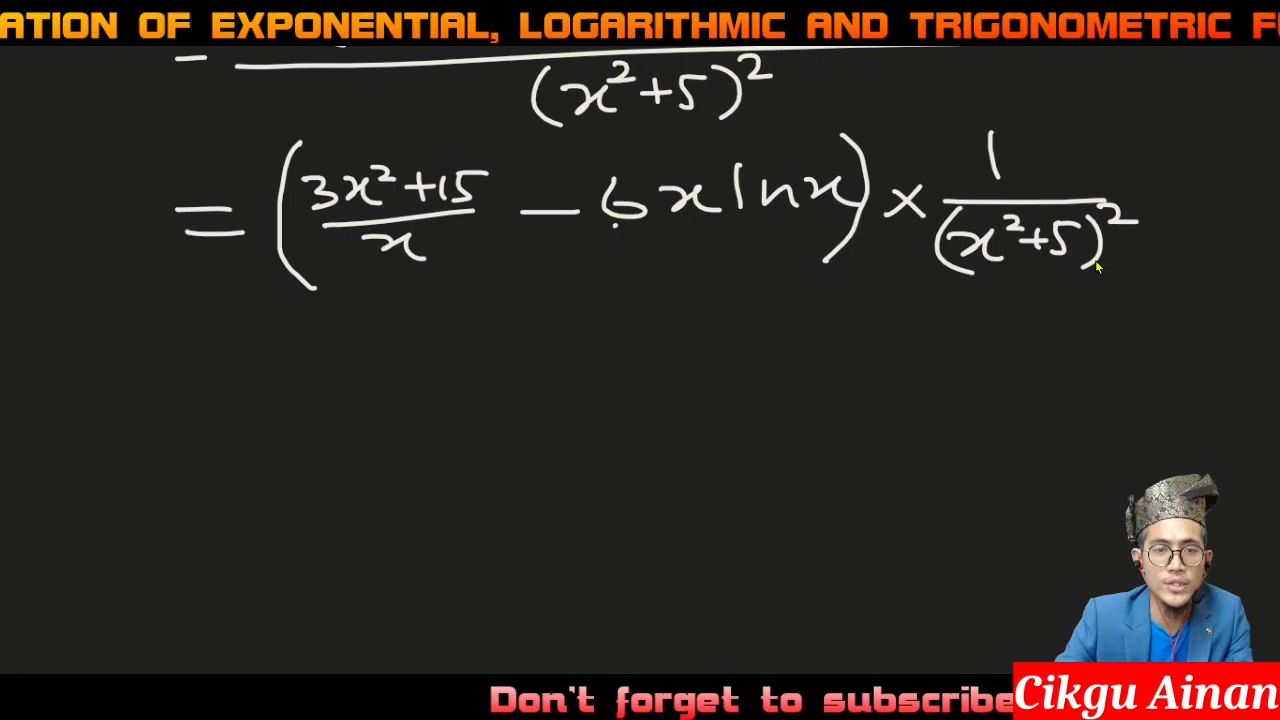 ATION OF EXPONENTIAL, LOGARITHMIC AND TRIGONOMETRIC F
(x²+5)²
= ((3x²+15)/x − 6x ln x) × 1/(x²+5)²
Don't forget to subscribe
Cikgu Ainan